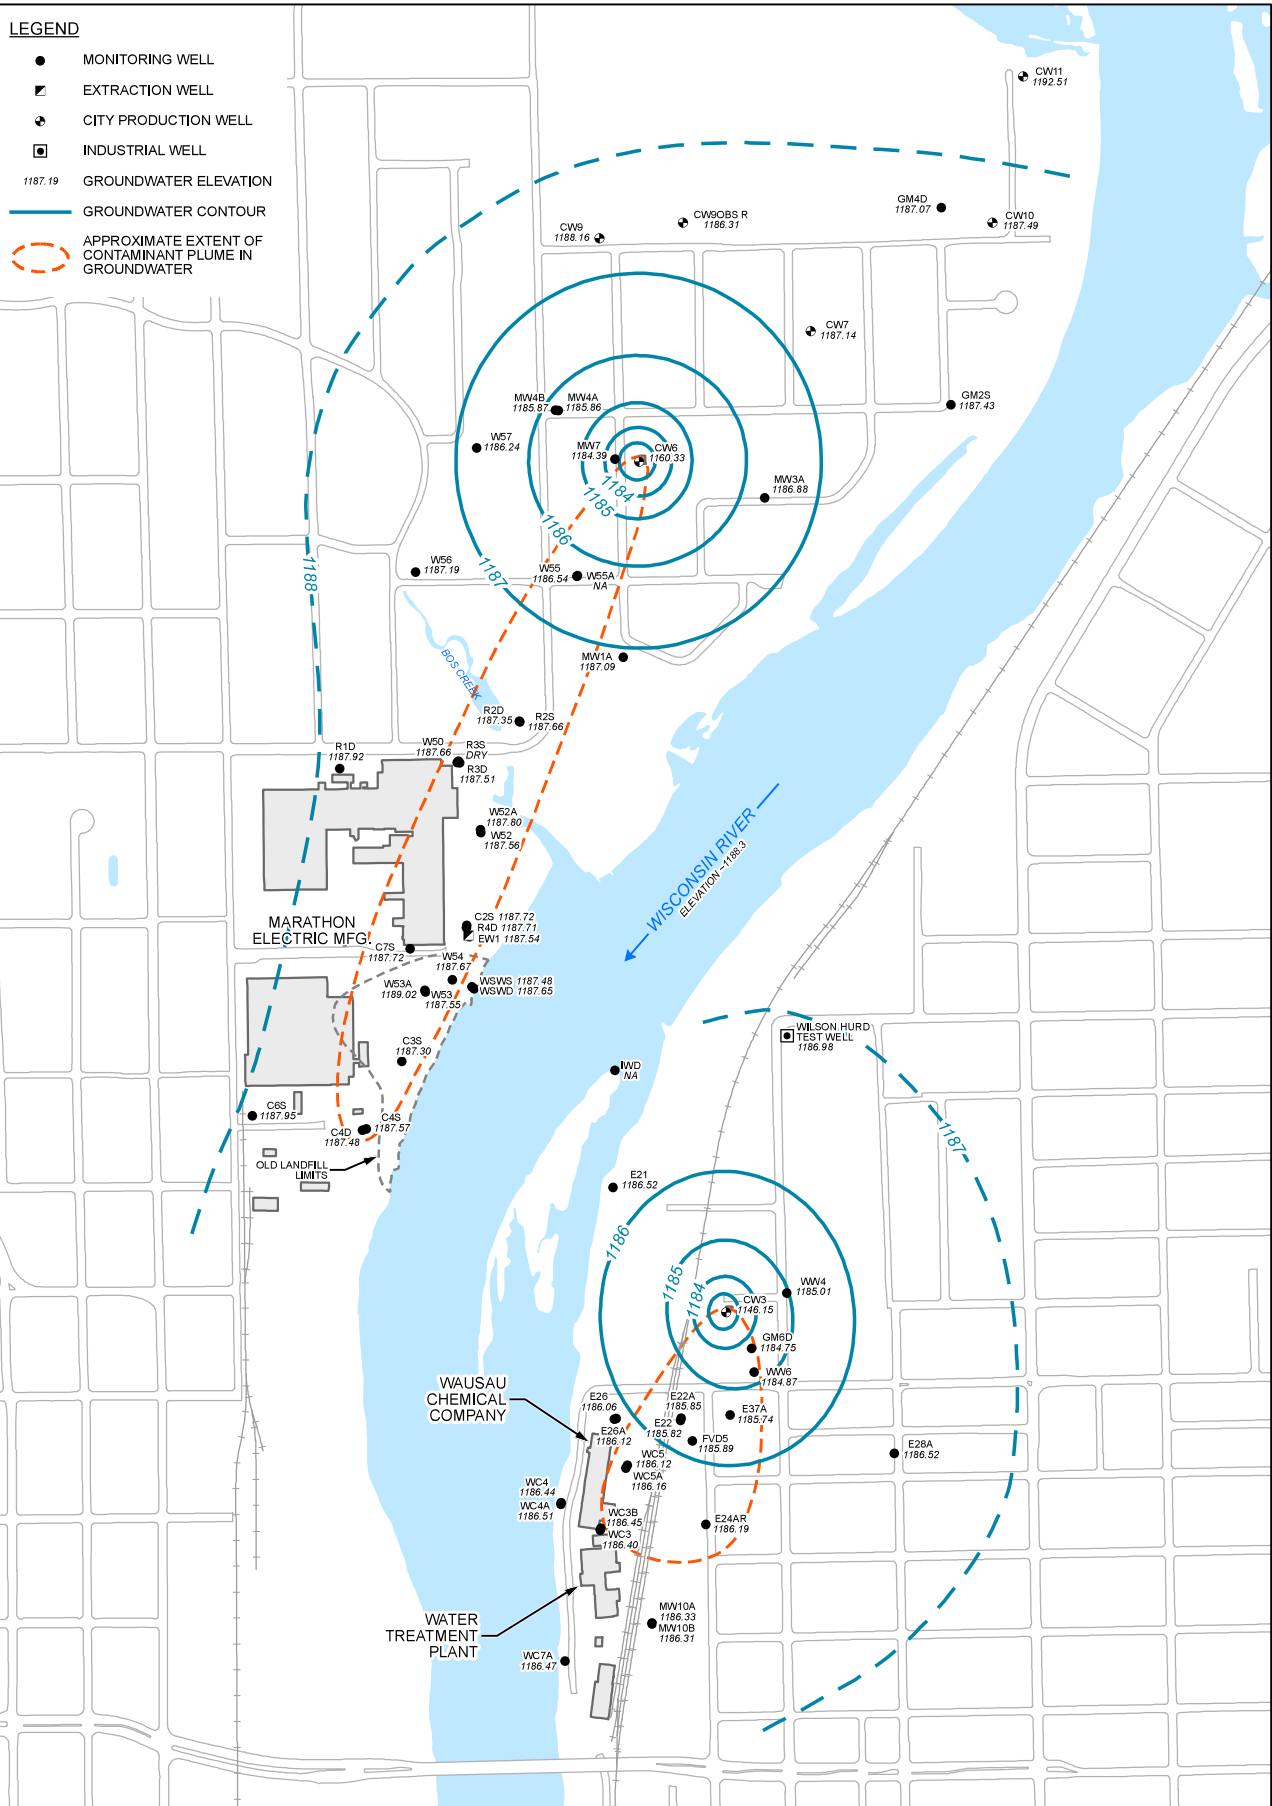 LEGEND
MONITORING WELL
EXTRACTION WELL
CITY PRODUCTION WELL
INDUSTRIAL WELL
1187.19 GROUNDWATER ELEVATION
GROUNDWATER CONTOUR
APPROXIMATE EXTENT OF
CONTAMINANT PLUME IN
GROUNDWATER
CW11
1192.51
GM4D
1187.07
CW10
1187.49
CW9OBS R
1186.31
CW9
1188.16
CW7
1187.14
GM2S
1187.43
MW4B
1185.87
MW4A
1185.86
W57
1186.24
MW7
1184.39
CW6
1160.33
MW3A
1186.88
1184
1185
1186
1187
1188
W56
1187.19
W55
1186.54
W55A
NA
MW1A
1187.09
BOS CREEK
R2D
1187.35
R2S
1187.66
R1D
1187.92
W50
1187.66
R3S
DRY
R3D
1187.51
W52A
1187.80
W52
1187.56
WISCONSIN RIVER
ELEVATION ~1188.3
MARATHON
ELECTRIC MFG.
C2S 1187.72
R4D 1187.71
EW1 1187.54
C7S
1187.72
W54
1187.67
W53A
1189.02
W53
1187.55
WSWS 1187.48
WSWD 1187.65
C3S
1187.30
C6S
1187.95
C4S
1187.57
C4D
1187.48
OLD LANDFILL
LIMITS
WILSON HURD
TEST WELL
1186.98
IWD
NA
1187
E21
1186.52
1186
1185
1184
WW4
1185.01
CW3
1146.15
GM6D
1184.75
WW6
1184.87
WAUSAU
CHEMICAL
COMPANY
E26
1186.06
E26A
1186.12
E22A
1185.85
E22
1185.82
E37A
1185.74
FVD5
1185.89
E28A
1186.52
WC5
1186.12
WC5A
1186.16
WC4
1186.44
WC4A
1186.51
WC3B
1186.45
WC3
1186.40
E24AR
1186.19
WATER
TREATMENT
PLANT
MW10A
1186.33
MW10B
1186.31
WC7A
1186.47